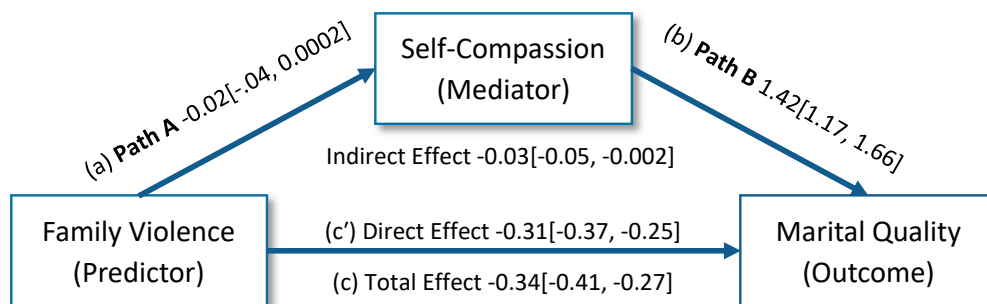 Self-Compassion
(Mediator)
(a) Path A -0.02[-.04, 0.0002]
(b) Path B 1.42[1.17, 1.66]
Indirect Effect -0.03[-0.05, -0.002]
Family Violence
(Predictor)
(c’) Direct Effect -0.31[-0.37, -0.25]
(c) Total Effect -0.34[-0.41, -0.27]
Marital Quality
(Outcome)